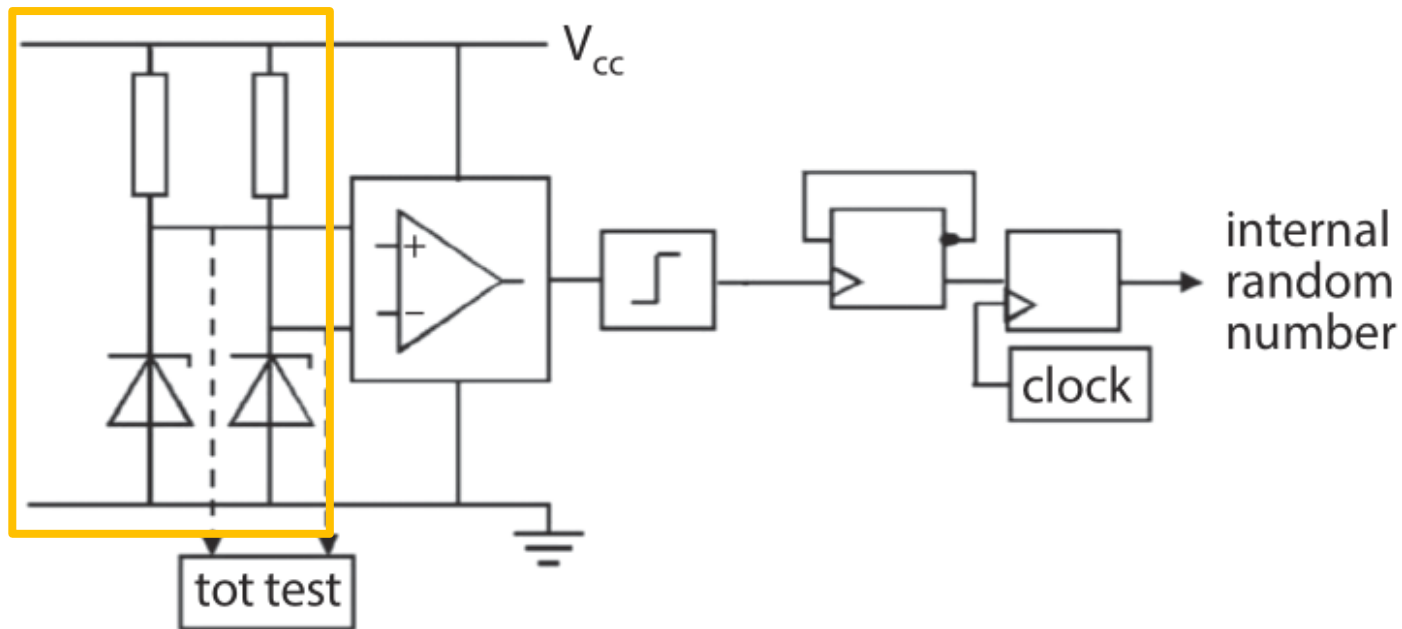 Vcc
+
−
internal
random
number
clock
tot test